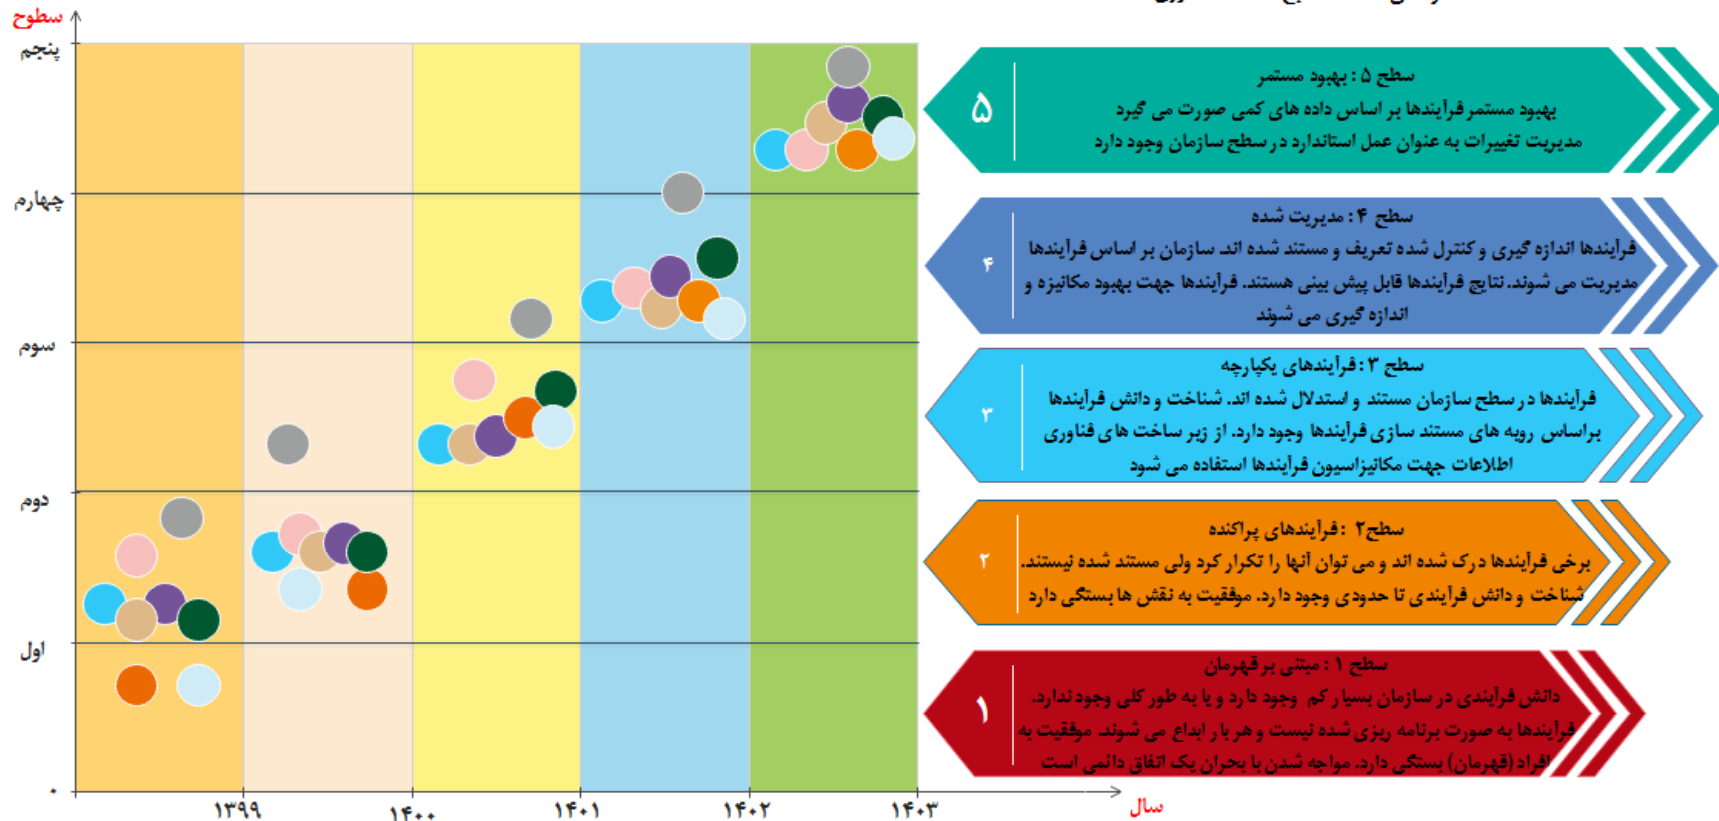 سطوح
پنجم
چهارم
سوم
دوم
اول
۰
۱۳۹۹
۱۴۰۰
۱۴۰۱
۱۴۰۲
۱۴۰۳
سال
۵
سطح ۵ : بهبود مستمر
بهبود مستمر فرآیندها بر اساس داده های کمی صورت می گیرد
مدیریت تغییرات به عنوان عمل استاندارد در سطح سازمان وجود دارد
۴
سطح ۴ : مدیریت شده
فرآیندها اندازه گیری و کنترل شده تعریف و مستند شده اند. سازمان بر اساس فرآیندها
مدیریت می شوند. نتایج فرآیندها قابل پیش بینی هستند. فرآیندها جهت بهبود مکانیزه و
اندازه گیری می شوند
۳
سطح ۳ : فرآیندهای یکپارچه
فرآیندها در سطح سازمان مستند و استدلال شده اند. شناخت و دانش فرآیندها
براساس رویه های مستند سازی فرآیندها وجود دارد. از زیر ساخت های فناوری
اطلاعات جهت مکانیزاسیون فرآیندها استفاده می شود
۲
سطح۲ : فرآیندهای پراکنده
برخی فرآیندها درک شده اند و می توان آنها را تکرار کرد ولی مستند شده نیستند.
شناخت و دانش فرآیندی تا حدودی وجود دارد. موفقیت به نقش ها بستگی دارد
۱
سطح ۱ : مبتنی بر قهرمان
دانش فرآیندی در سازمان بسیار کم وجود دارد و یا به طور کلی وجود ندارد.
فرآیندها به صورت برنامه ریزی شده نیست و هر بار ابداع می شوند. موفقیت به
افراد (قهرمان) بستگی دارد. مواجه شدن با بحران یک اتفاق دائمی است